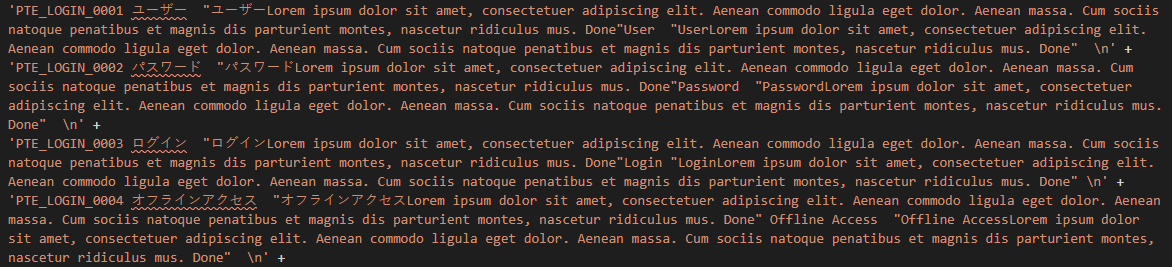 'PTE_LOGIN_0001 ユーザー  "ユーザーLorem ipsum dolor sit amet, consectetuer adipiscing elit. Aenean commodo ligula eget dolor. Aenean massa. Cum sociis
natoque penatibus et magnis dis parturient montes, nascetur ridiculus mus. Done"User  "UserLorem ipsum dolor sit amet, consectetuer adipiscing elit.
Aenean commodo ligula eget dolor. Aenean massa. Cum sociis natoque penatibus et magnis dis parturient montes, nascetur ridiculus mus. Done"  \n' +
'PTE_LOGIN_0002 パスワード  "パスワードLorem ipsum dolor sit amet, consectetuer adipiscing elit. Aenean commodo ligula eget dolor. Aenean massa. Cum
sociis natoque penatibus et magnis dis parturient montes, nascetur ridiculus mus. Done"Password  "PasswordLorem ipsum dolor sit amet, consectetuer
adipiscing elit. Aenean commodo ligula eget dolor. Aenean massa. Cum sociis natoque penatibus et magnis dis parturient montes, nascetur ridiculus mus.
Done"  \n' +
'PTE_LOGIN_0003 ログイン  "ログインLorem ipsum dolor sit amet, consectetuer adipiscing elit. Aenean commodo ligula eget dolor. Aenean massa. Cum sociis
natoque penatibus et magnis dis parturient montes, nascetur ridiculus mus. Done"Login "LoginLorem ipsum dolor sit amet, consectetuer adipiscing elit.
Aenean commodo ligula eget dolor. Aenean massa. Cum sociis natoque penatibus et magnis dis parturient montes, nascetur ridiculus mus. Done" \n' +
'PTE_LOGIN_0004 オフラインアクセス  "オフラインアクセスLorem ipsum dolor sit amet, consectetuer adipiscing elit. Aenean commodo ligula eget dolor. Aenean
massa. Cum sociis natoque penatibus et magnis dis parturient montes, nascetur ridiculus mus. Done" Offline Access  "Offline AccessLorem ipsum dolor
sit amet, consectetuer adipiscing elit. Aenean commodo ligula eget dolor. Aenean massa. Cum sociis natoque penatibus et magnis dis parturient montes,
nascetur ridiculus mus. Done"  \n' +